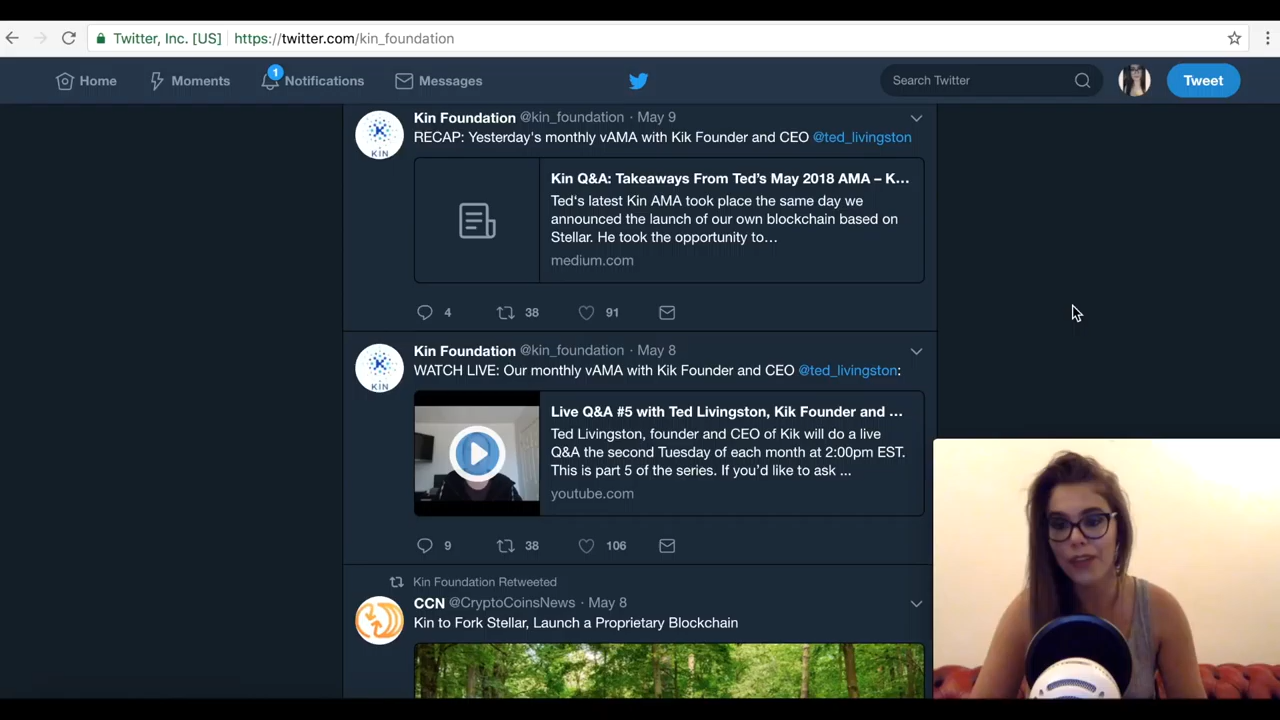 Twitter, Inc. [US] https://twitter.com/kin_foundation
Home Moments 1 Notifications Messages Search Twitter Tweet
Kin Foundation @kin_foundation · May 9
RECAP: Yesterday's monthly vAMA with Kik Founder and CEO @ted_livingston
KIN
Kin Q&A: Takeaways From Ted's May 2018 AMA – K...
Ted's latest Kin AMA took place the same day we
announced the launch of our own blockchain based on
Stellar. He took the opportunity to…
medium.com
4 38 91
Kin Foundation @kin_foundation · May 8
WATCH LIVE: Our monthly vAMA with Kik Founder and CEO @ted_livingston:
KIN
Live Q&A #5 with Ted Livingston, Kik Founder and ...
Ted Livingston, founder and CEO of Kik will do a live
Q&A the second Tuesday of each month at 2:00pm EST.
This is part 5 of the series. If you'd like to ask ...
youtube.com
9 38 106
Kin Foundation Retweeted
CCN @CryptoCoinsNews · May 8
Kin to Fork Stellar, Launch a Proprietary Blockchain